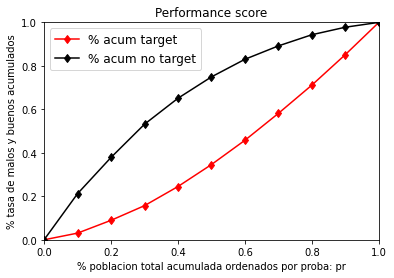 Performance score
% acum target
% acum no target
% tasa de malos y buenos acumulados
1.0
0.8
0.6
0.4
0.2
0.0
0.0 0.2 0.4 0.6 0.8 1.0
% poblacion total acumulada ordenados por proba: pr